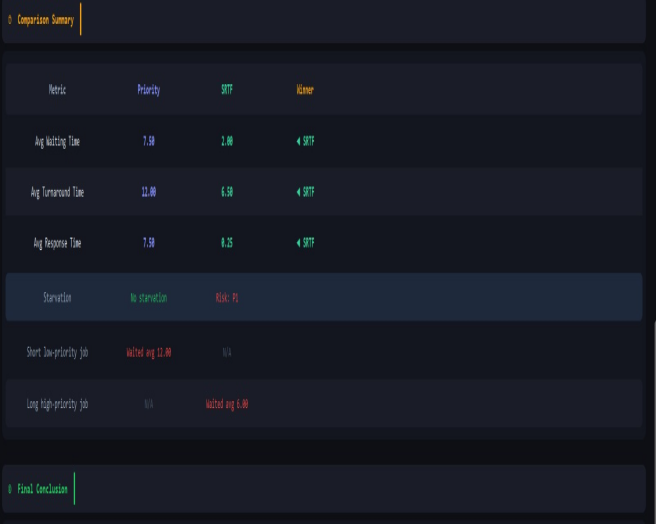 Comparison Summary
Metric Priority SRTF Winner
Avg Waiting Time 7.50 2.00 ◄ SRTF
Avg Turnaround Time 12.00 6.50 ◄ SRTF
Avg Response Time 7.50 0.25 ◄ SRTF
Starvation No starvation Risk: P1
Short low-priority job Waited avg 12.00 N/A
Long high-priority job N/A Waited avg 6.00
Final Conclusion